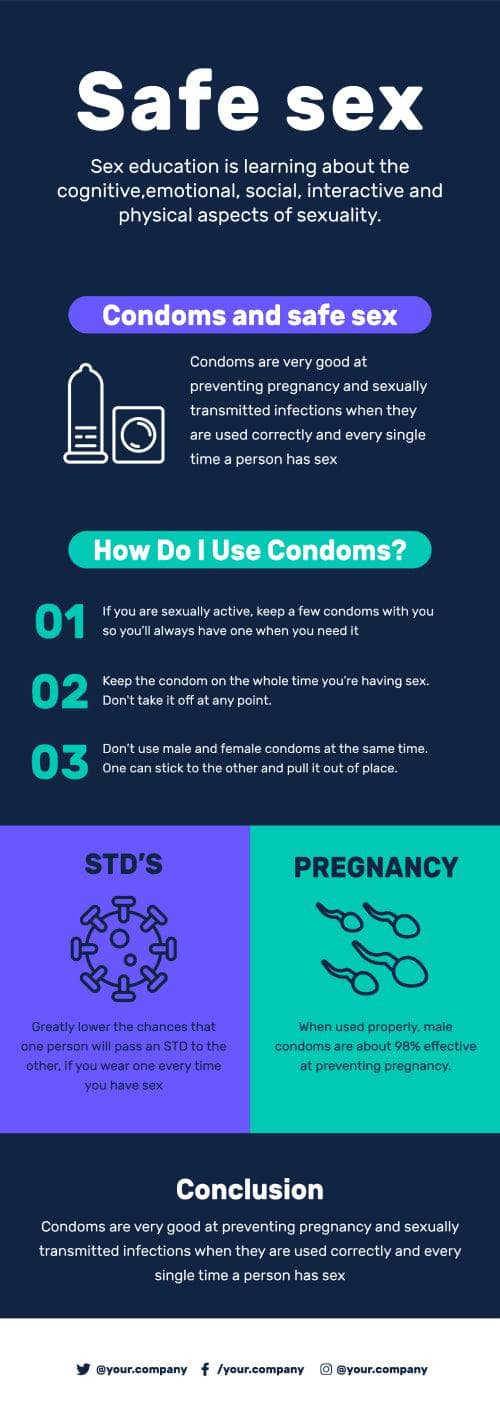 Safe sex
Sex education is learning about the
cognitive,emotional, social, interactive and
physical aspects of sexuality.
Condoms and safe sex
Condoms are very good at
preventing pregnancy and sexually
transmitted infections when they
are used correctly and every single
time a person has sex
How Do I Use Condoms?
01
If you are sexually active, keep a few condoms with you
so you'll always have one when you need it
02
Keep the condom on the whole time you're having sex.
Don't take it off at any point.
03
Don't use male and female condoms at the same time.
One can stick to the other and pull it out of place.
STD'S
Greatly lower the chances that
one person will pass an STD to the
other, if you wear one every time
you have sex
PREGNANCY
When used properly, male
condoms are about 98% effective
at preventing pregnancy.
Conclusion
Condoms are very good at preventing pregnancy and sexually
transmitted infections when they are used correctly and every
single time a person has sex
@your.company /your.company @your.company